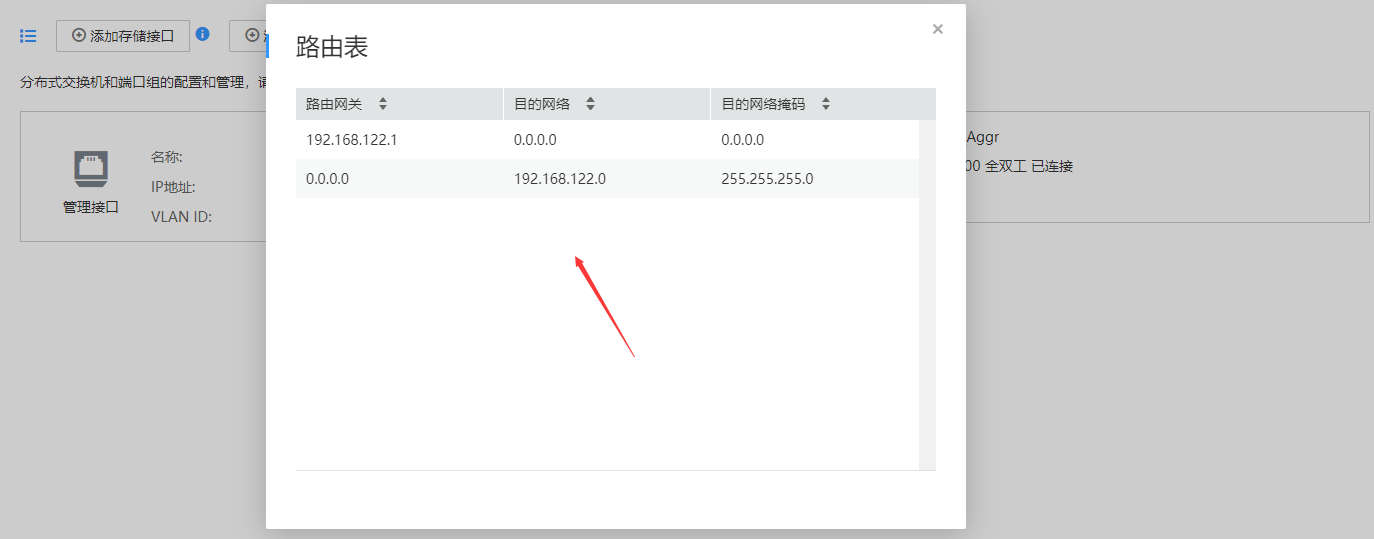 添加存储接口
分布式交换机和端口组的配置和管理，请
管理接口
名称:
IP地址:
VLAN ID:
路由表
路由网关 目的网络 目的网络掩码
192.168.122.1 0.0.0.0 0.0.0.0
0.0.0.0 192.168.122.0 255.255.255.0
Aggr
00 全双工 已连接